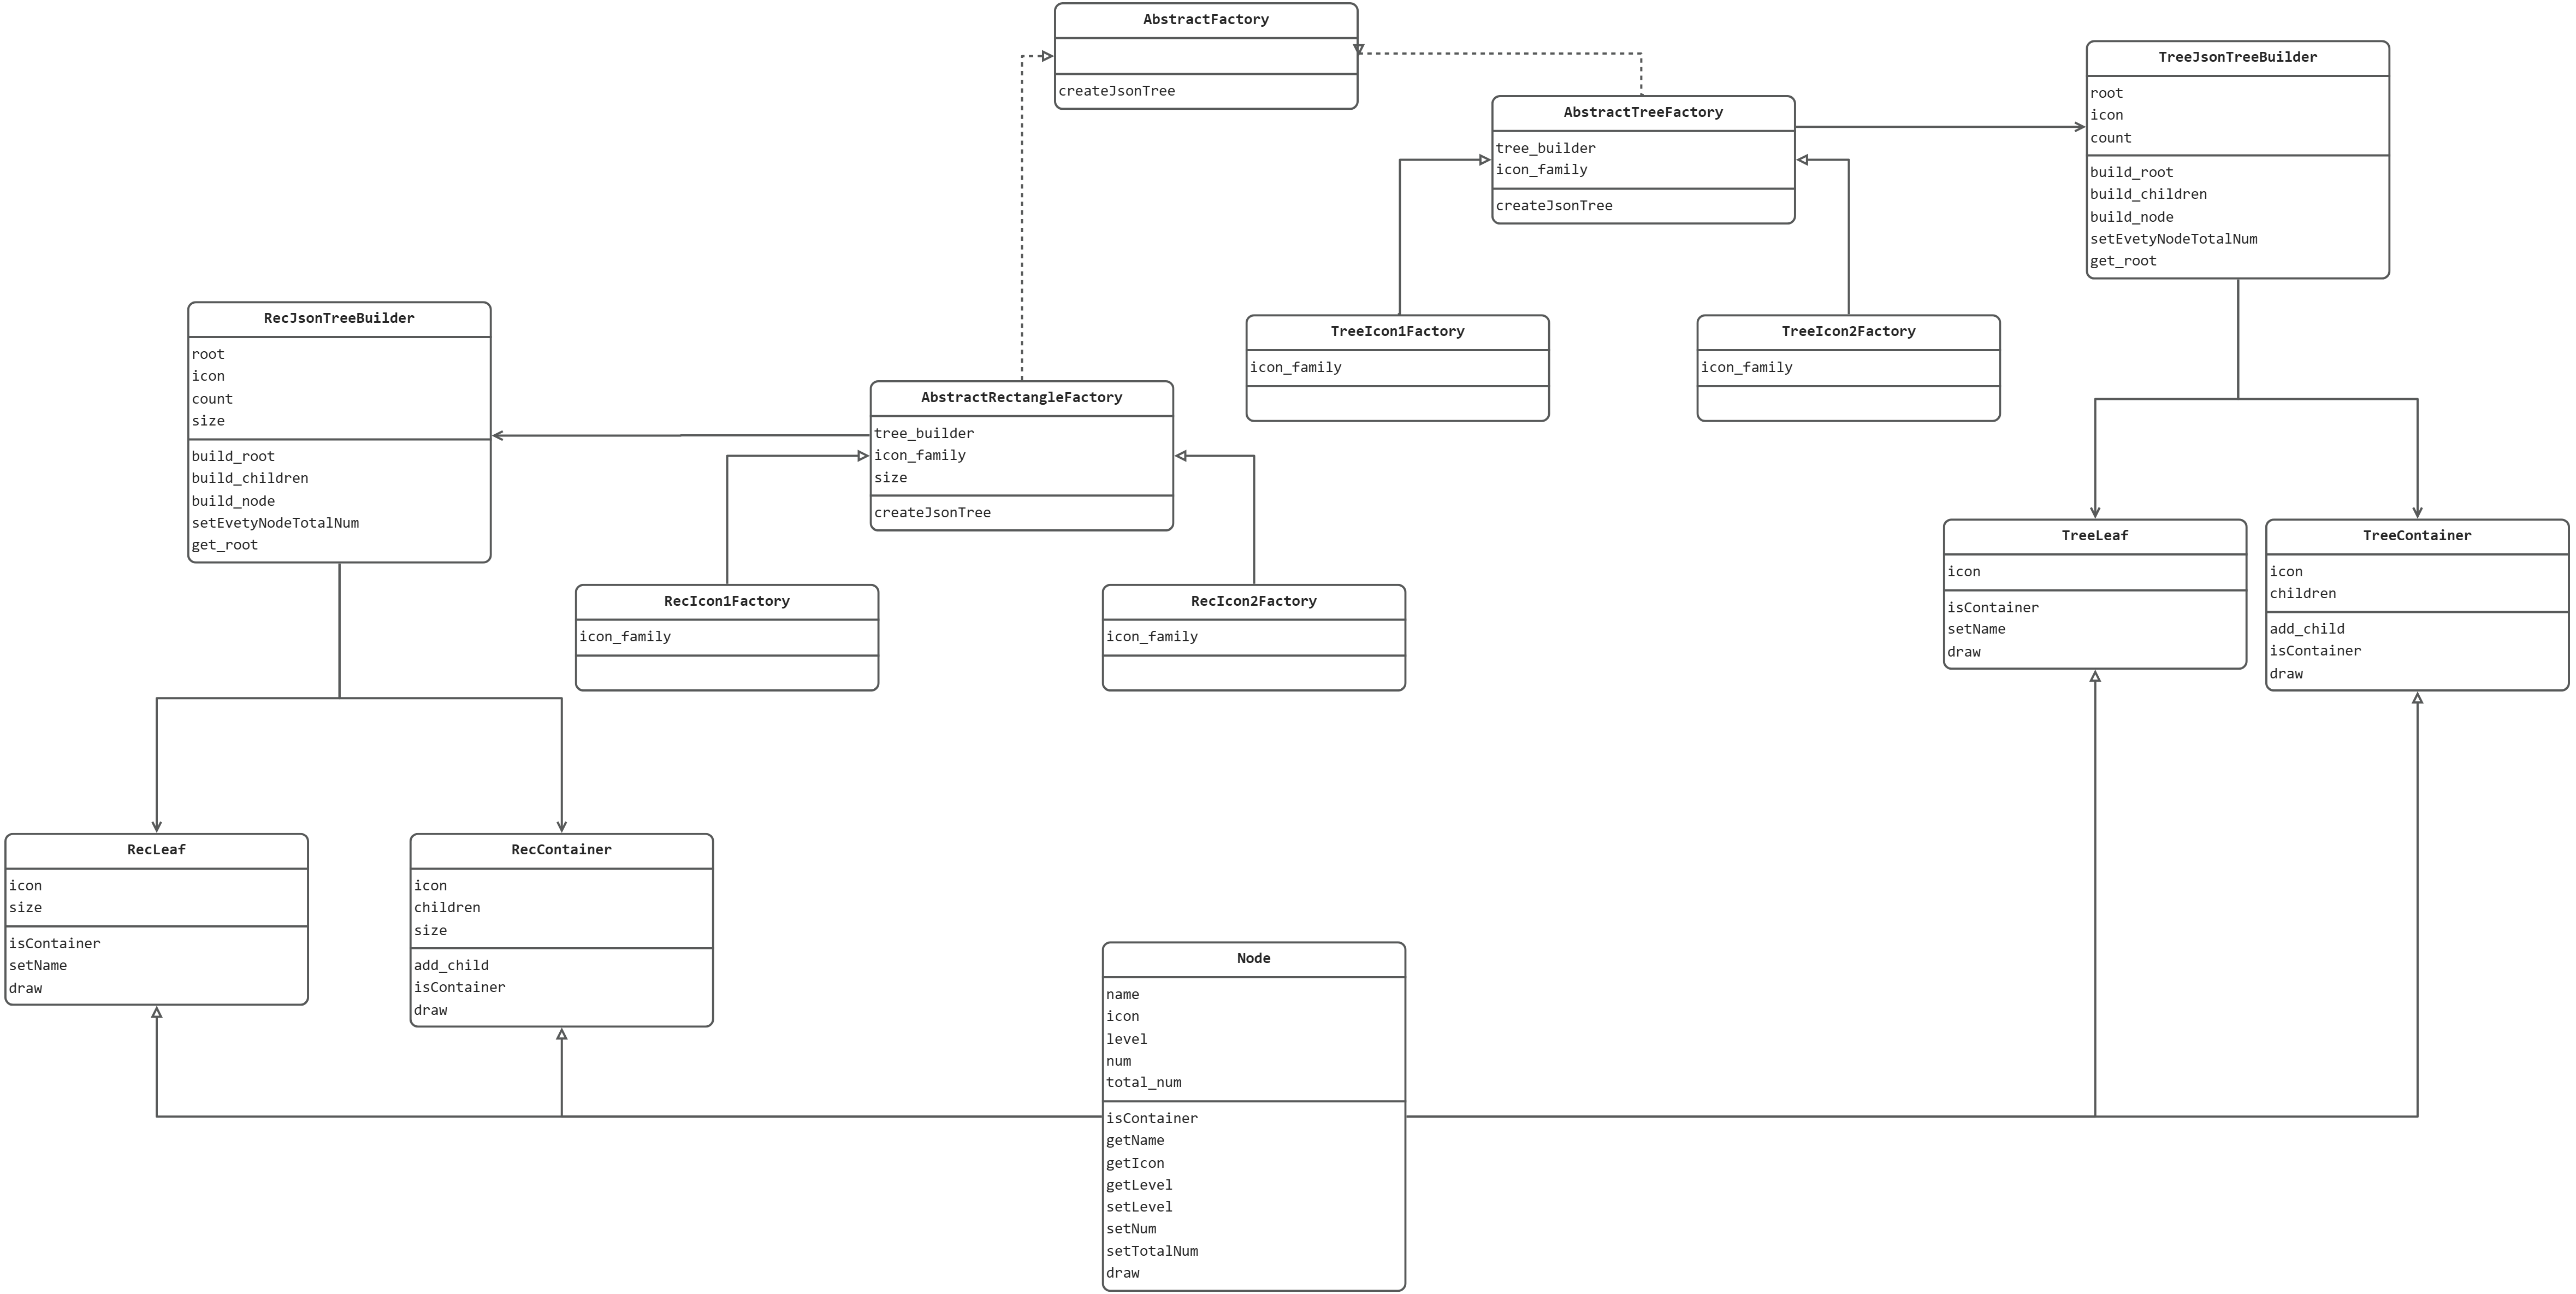 AbstractFactory
createJsonTree
TreeJsonTreeBuilder
root
icon
count
build_root
build_children
build_node
setEvetyNodeTotalNum
get_root
AbstractTreeFactory
tree_builder
icon_family
createJsonTree
RecJsonTreeBuilder
root
icon
count
size
build_root
build_children
build_node
setEvetyNodeTotalNum
get_root
TreeIcon1Factory
icon_family
TreeIcon2Factory
icon_family
AbstractRectangleFactory
tree_builder
icon_family
size
createJsonTree
TreeLeaf
icon
isContainer
setName
draw
TreeContainer
icon
children
add_child
isContainer
draw
RecIcon1Factory
icon_family
RecIcon2Factory
icon_family
RecLeaf
icon
size
isContainer
setName
draw
RecContainer
icon
children
size
add_child
isContainer
draw
Node
name
icon
level
num
total_num
isContainer
getName
getIcon
getLevel
setLevel
setNum
setTotalNum
draw